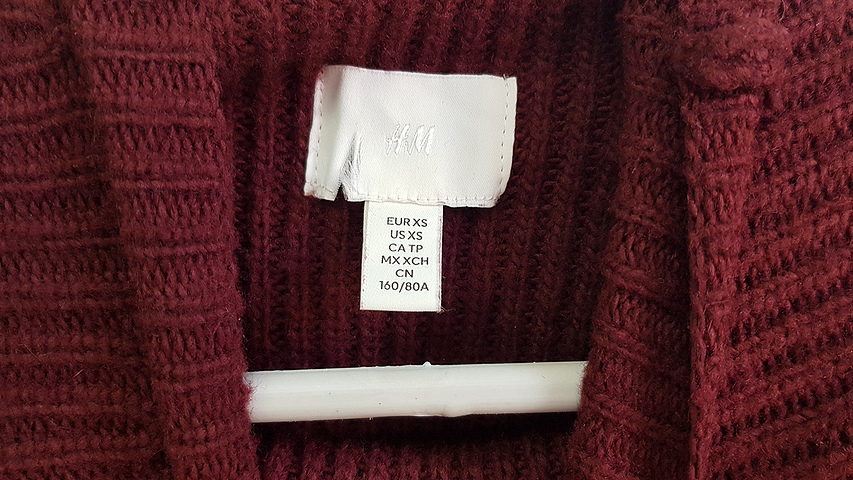 H&M
EUR XS
US XS
CA TP
MX XCH
CN
160/80A